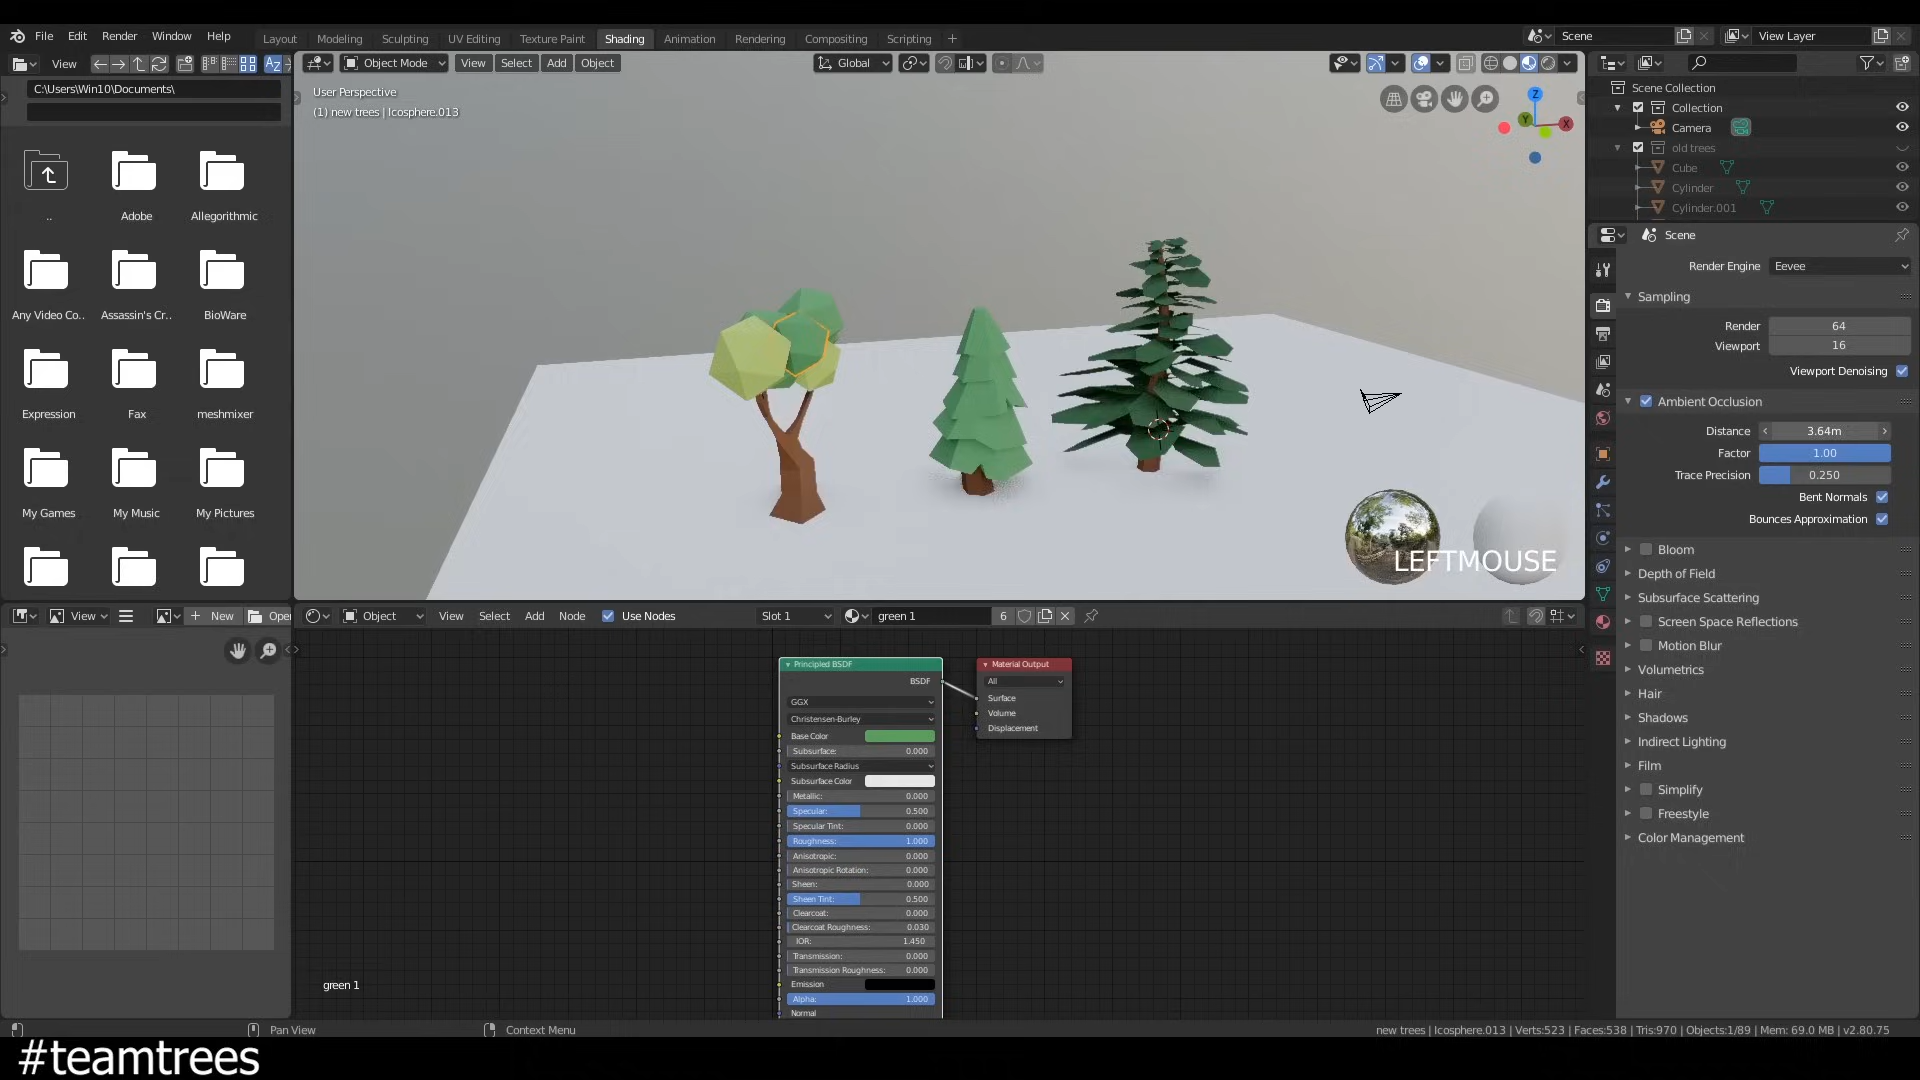 File Edit Render Window Help
Layout Modeling Sculpting UV Editing Texture Paint Shading Animation Rendering Compositing Scripting +
Scene
View Layer
View
Object Mode View Select Add Object
Global
C:\Users\Win10\Documents\
User Perspective
(1) new trees | Icosphere.013
..
Adobe
Allegorithmic
Any Video Co..
Assassin's Cr..
BioWare
Expression
Fax
meshmixer
My Games
My Music
My Pictures
Z
Y
X
LEFTMOUSE
Scene Collection
Collection
Camera
old trees
Cube
Cylinder
Cylinder.001
Scene
Render Engine Eevee
Sampling
Render 64
Viewport 16
Viewport Denoising
Ambient Occlusion
Distance 3.64m
Factor 1.00
Trace Precision 0.250
Bent Normals
Bounces Approximation
Bloom
Depth of Field
Subsurface Scattering
Screen Space Reflections
Motion Blur
Volumetrics
Hair
Shadows
Indirect Lighting
Film
Simplify
Freestyle
Color Management
View
New
Open
Object View Select Add Node Use Nodes Slot 1 green 1 6
Principled BSDF
BSDF
GGX
Christensen-Burley
Base Color
Subsurface: 0.000
Subsurface Radius
Subsurface Color
Metallic: 0.000
Specular: 0.500
Specular Tint: 0.000
Roughness: 1.000
Anisotropic: 0.000
Anisotropic Rotation: 0.000
Sheen: 0.000
Sheen Tint: 0.500
Clearcoat: 0.000
Clearcoat Roughness: 0.030
IOR: 1.450
Transmission: 0.000
Transmission Roughness: 0.000
Emission
Alpha: 1.000
Normal
Material Output
All
Surface
Volume
Displacement
green 1
Pan View
Context Menu
new trees | Icosphere.013 | Verts:523 | Faces:538 | Tris:970 | Objects:1/89 | Mem: 69.0 MB | v2.80.75
#teamtrees